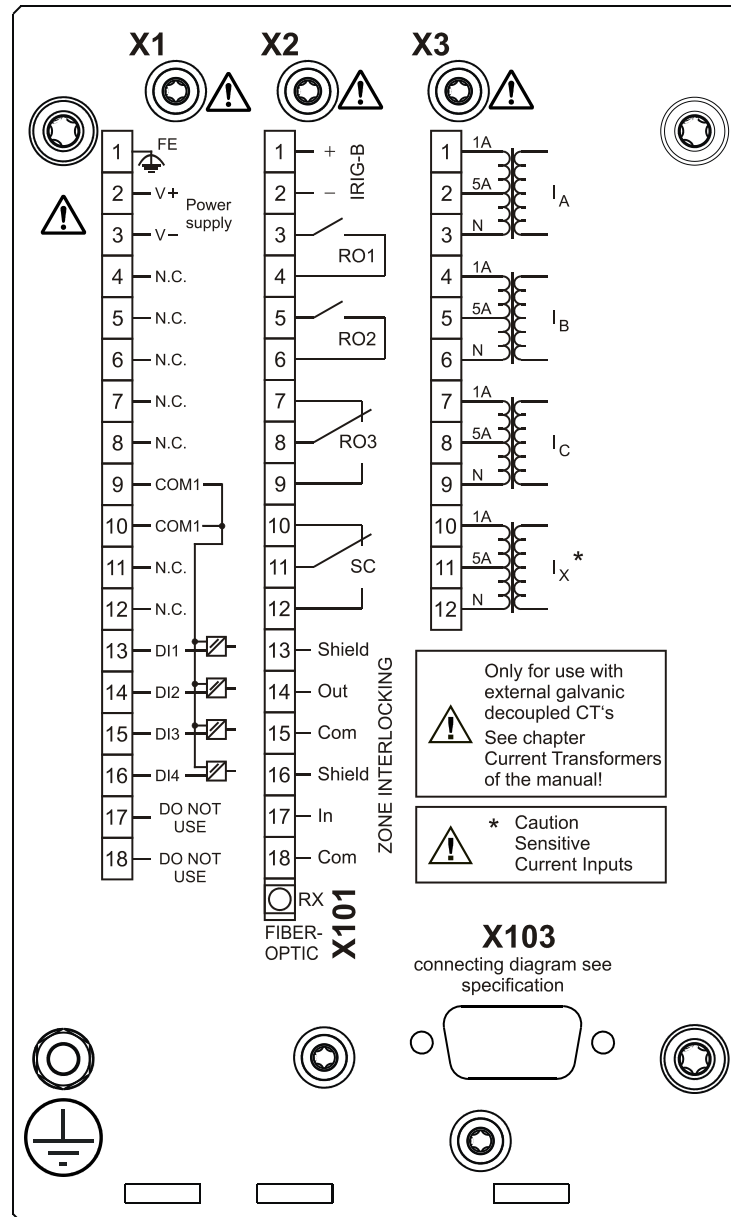 X1
X2
X3
1 FE
2 V+
Power
supply
3 V−
4 N.C.
5 N.C.
6 N.C.
7 N.C.
8 N.C.
9 COM1
10 COM1
11 N.C.
12 N.C.
13 DI1
14 DI2
15 DI3
16 DI4
17 DO NOT
USE
18 DO NOT
USE
1 +
2 −
IRIG-B
3
RO1
4
5
RO2
6
7
8 RO3
9
10
11 SC
12
13 Shield
14 Out
15 Com
16 Shield
17 In
18 Com
ZONE INTERLOCKING
RX
FIBER-
OPTIC
X101
1 1A
2 5A IA
3 N
4 1A
5 5A IB
6 N
7 1A
8 5A IC
9 N
10 1A
11 5A IX *
12 N
Only for use with
external galvanic
decoupled CT‘s
See chapter
Current Transformers
of the manual!
* Caution
Sensitive
Current Inputs
X103
connecting diagram see
specification